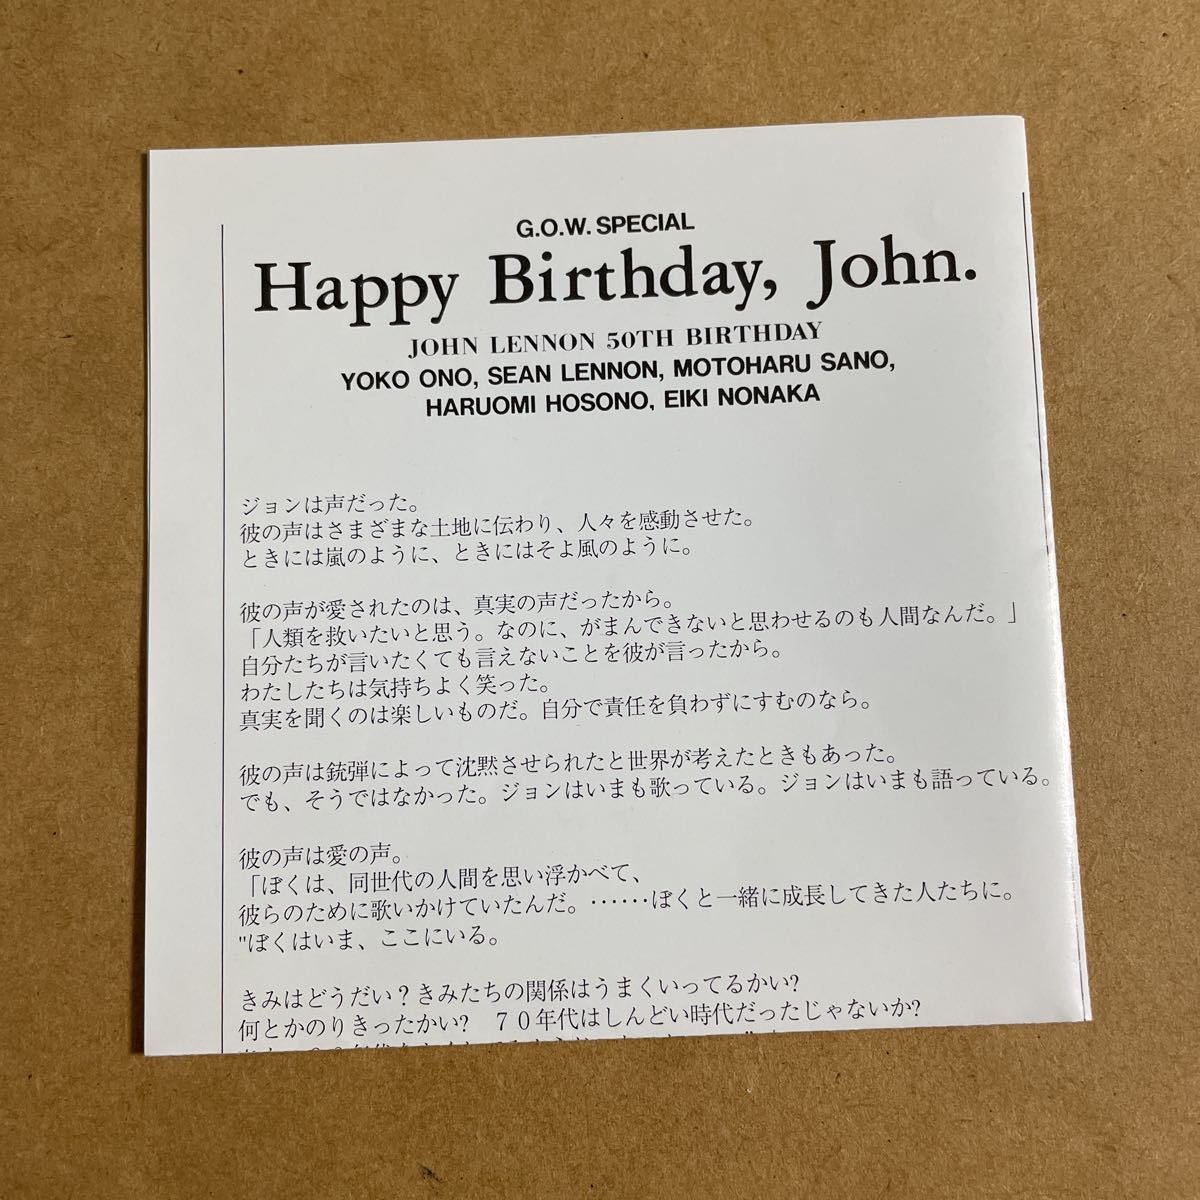 G.O.W. SPECIAL
Happy Birthday, John.
JOHN LENNON 50TH BIRTHDAY
YOKO ONO, SEAN LENNON, MOTOHARU SANO,
HARUOMI HOSONO, EIKI NONAKA
ジョンは声だった。
彼の声はさまざまな土地に伝わり、人々を感動させた。
ときには嵐のように、ときにはそよ風のように。
彼の声が愛されたのは、真実の声だったから。
「人類を救いたいと思う。なのに、がまんできないと思わせるのも人間なんだ。」
自分たちが言いたくても言えないことを彼が言ったから。
わたしたちは気持ちよく笑った。
真実を聞くのは楽しいものだ。自分で責任を負わずにすむのなら。
彼の声は銃弾によって沈黙させられたと世界が考えたときもあった。
でも、そうではなかった。ジョンはいまも歌っている。ジョンはいまも語っている。
彼の声は愛の声。
「ぼくは、同世代の人間を思い浮かべて、
彼らのために歌いかけていたんだ。……ぼくと一緒に成長してきた人たちに。
"ぼくはいま、ここにいる。
きみはどうだい？きみたちの関係はうまくいってるかい？
何とかのりきったかい？ ７０年代はしんどい時代だったじゃないか？